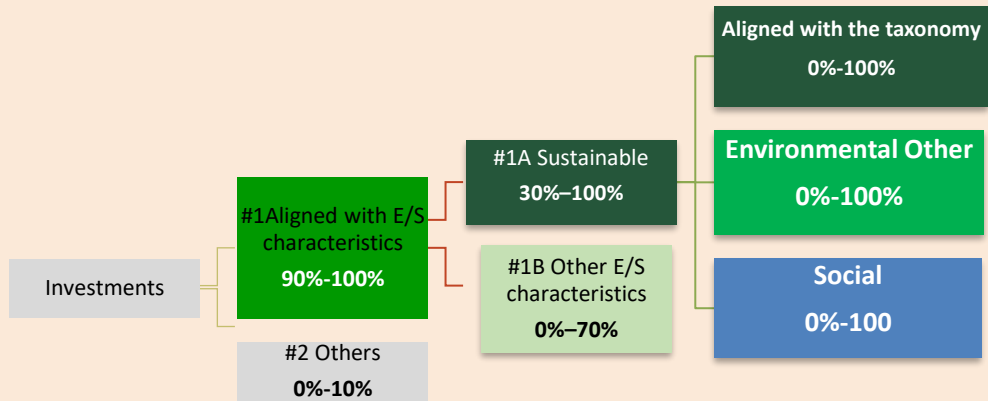 Investments
#1Aligned with E/S
characteristics
90%-100%
#2 Others
0%-10%
#1A Sustainable
30%–100%
#1B Other E/S
characteristics
0%–70%
Aligned with the taxonomy
0%-100%
Environmental Other
0%-100%
Social
0%-100